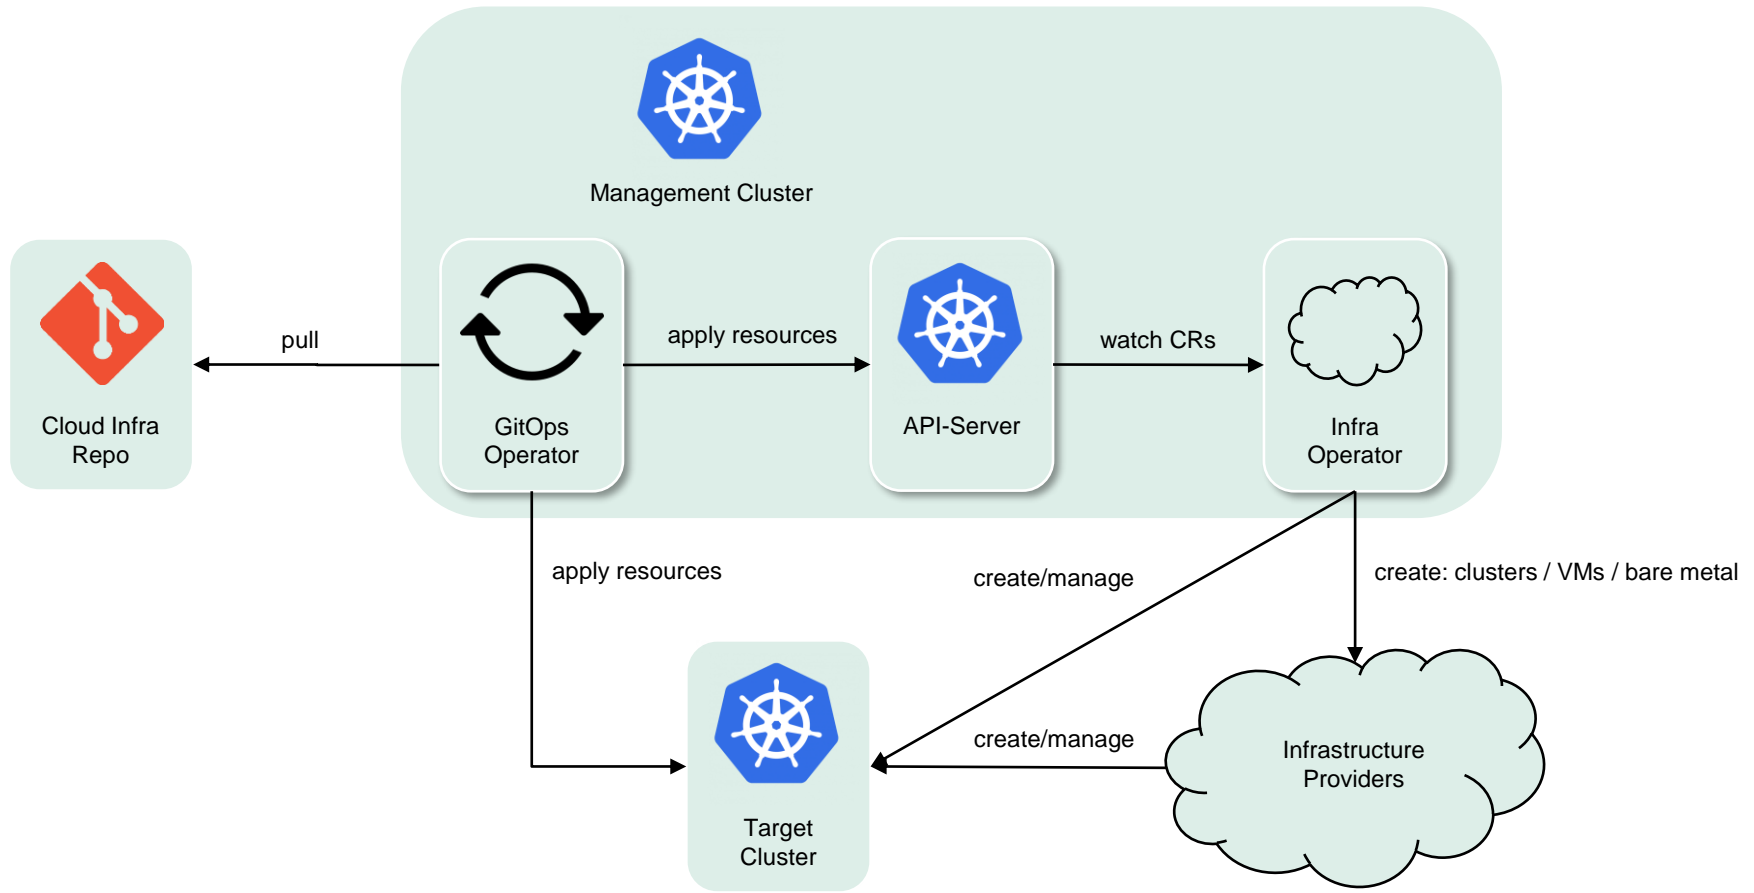 Management Cluster
pull
apply resources
watch CRs
Cloud Infra
Repo
GitOps
Operator
API-Server
Infra
Operator
apply resources
create/manage
create: clusters / VMs / bare metal
create/manage
Infrastructure
Providers
Target
Cluster